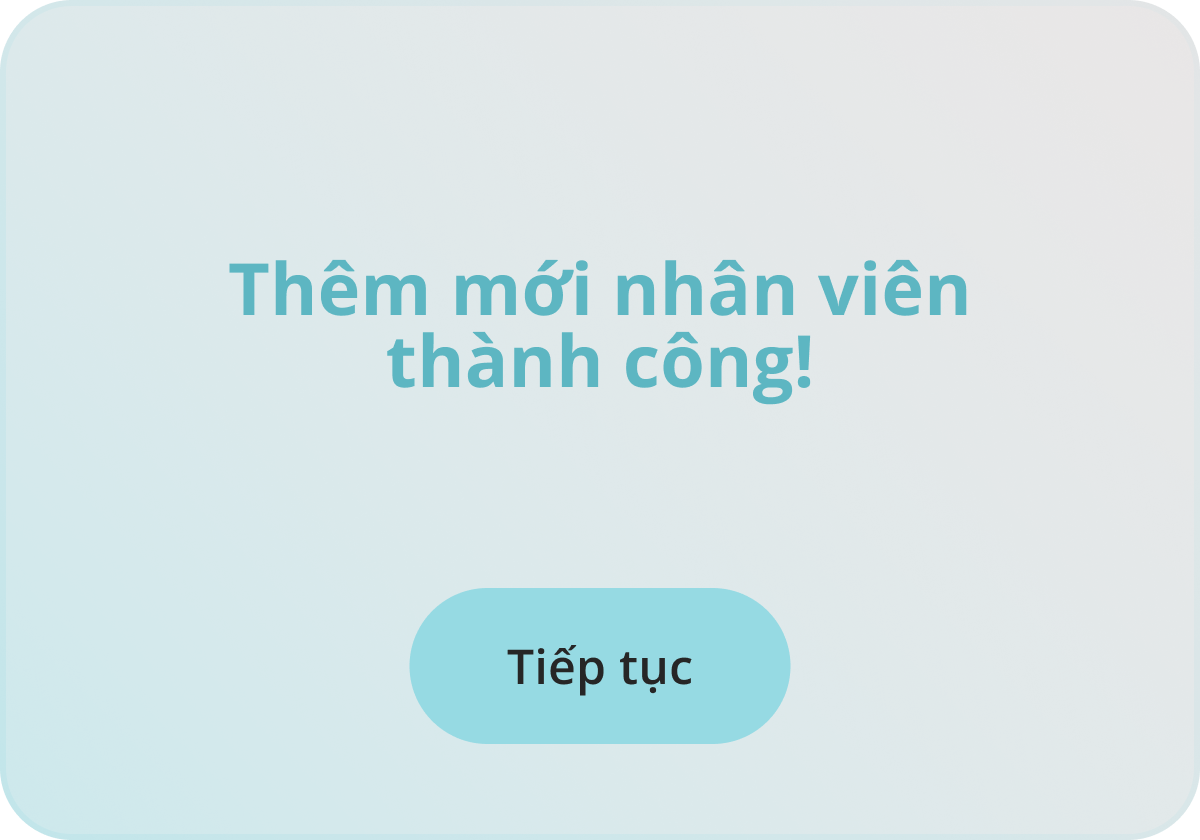 Thêm mới nhân viên
thành công!
Tiếp tục